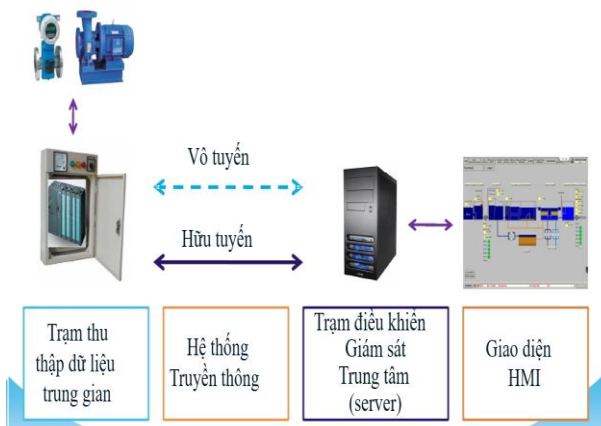 Vô tuyến
Hữu tuyến
Trạm thu
thập dữ liệu
trung gian
Hệ thống
Truyền thông
Trạm điều khiên
Giám sát
Trung tâm
(server)
Giao diện
HMI